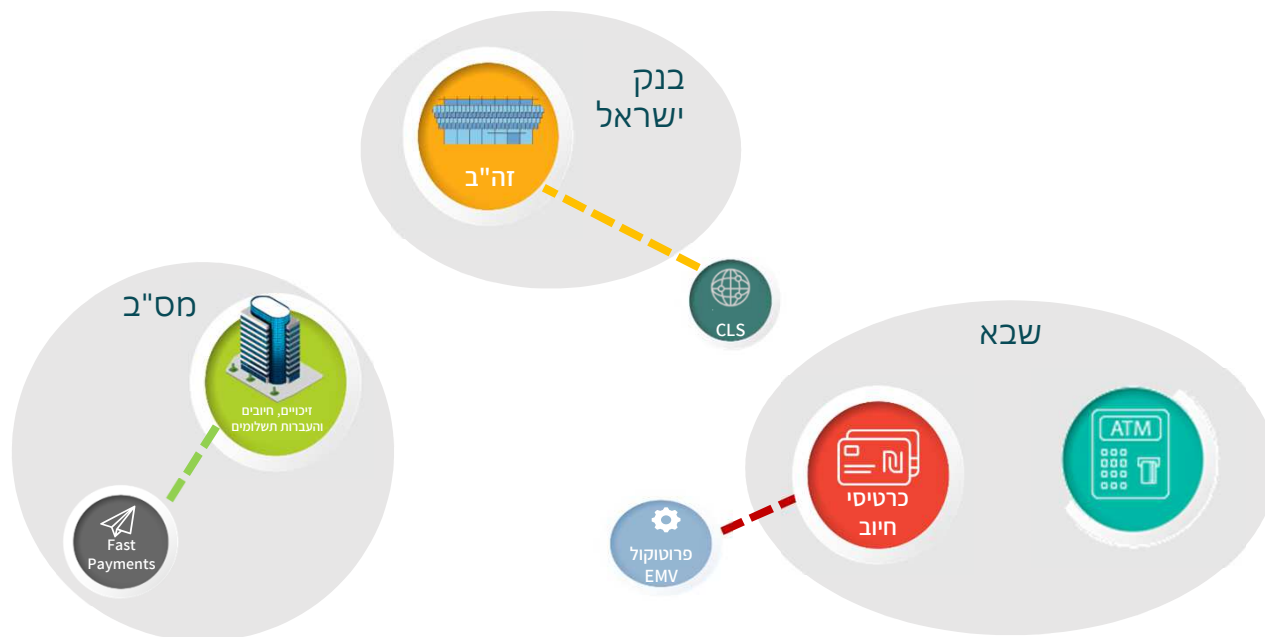 בנק
ישראל
זה"ב
CLS
מס"ב
זיכויים, חיובים
והעברות תשלומים
Fast
Payments
שבא
ATM
כרטיסי
חיוב
פרוטוקול
EMV